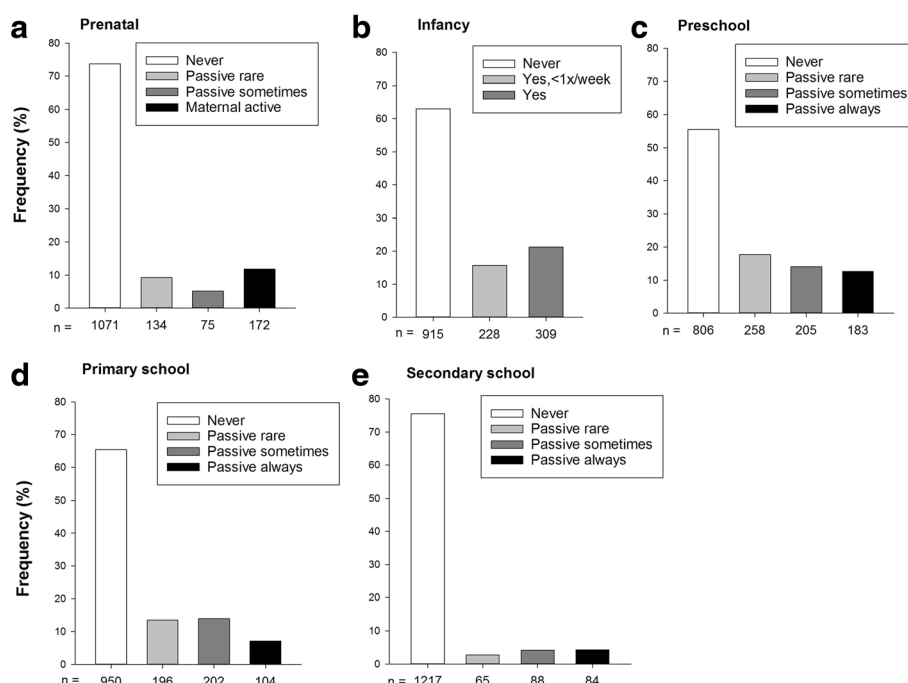 a Prenatal
80
70
60
50
40
30
20
10
0
Frequency (%)
Never
Passive rare
Passive sometimes
Maternal active
n = 1071 134 75 172
b Infancy
80
70
60
50
40
30
20
10
0
Never
Yes,<1x/week
Yes
n = 915 228 309
c Preschool
80
70
60
50
40
30
20
10
0
Never
Passive rare
Passive sometimes
Passive always
n = 806 258 205 183
d Primary school
80
70
60
50
40
30
20
10
0
Frequency (%)
Never
Passive rare
Passive sometimes
Passive always
n = 950 196 202 104
e Secondary school
80
70
60
50
40
30
20
10
0
Never
Passive rare
Passive sometimes
Passive always
n = 1217 65 88 84